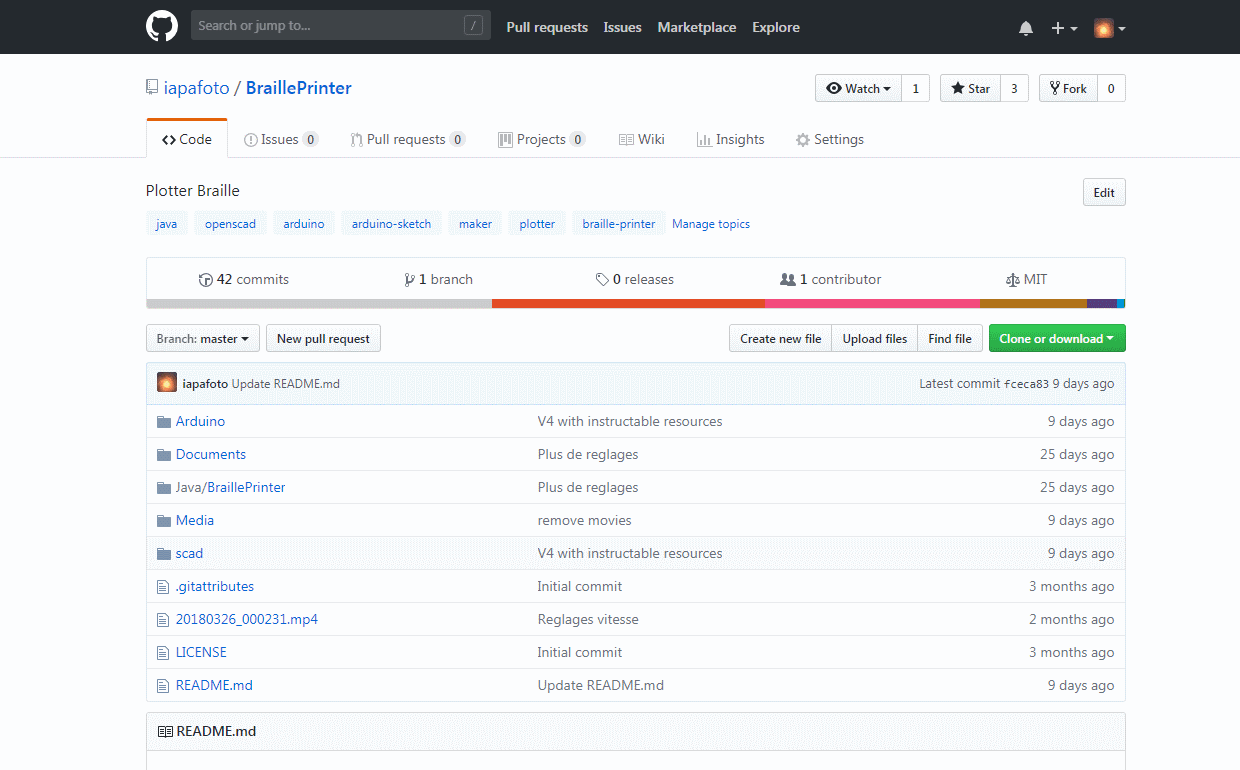 Search or jump to... / Pull requests Issues Marketplace Explore
iapafoto / BraillePrinter Watch 1 Star 3 Fork 0
Code Issues 0 Pull requests 0 Projects 0 Wiki Insights Settings
Plotter Braille Edit
java openscad arduino arduino-sketch maker plotter braille-printer Manage topics
42 commits 1 branch 0 releases 1 contributor MIT
Branch: master New pull request Create new file Upload files Find file Clone or download
iapafoto Update README.md Latest commit fceca83 9 days ago
Arduino V4 with instructable resources 9 days ago
Documents Plus de reglages 25 days ago
Java/BraillePrinter Plus de reglages 25 days ago
Media remove movies 9 days ago
scad V4 with instructable resources 9 days ago
.gitattributes Initial commit 3 months ago
20180326_000231.mp4 Reglages vitesse 2 months ago
LICENSE Initial commit 3 months ago
README.md Update README.md 9 days ago
README.md